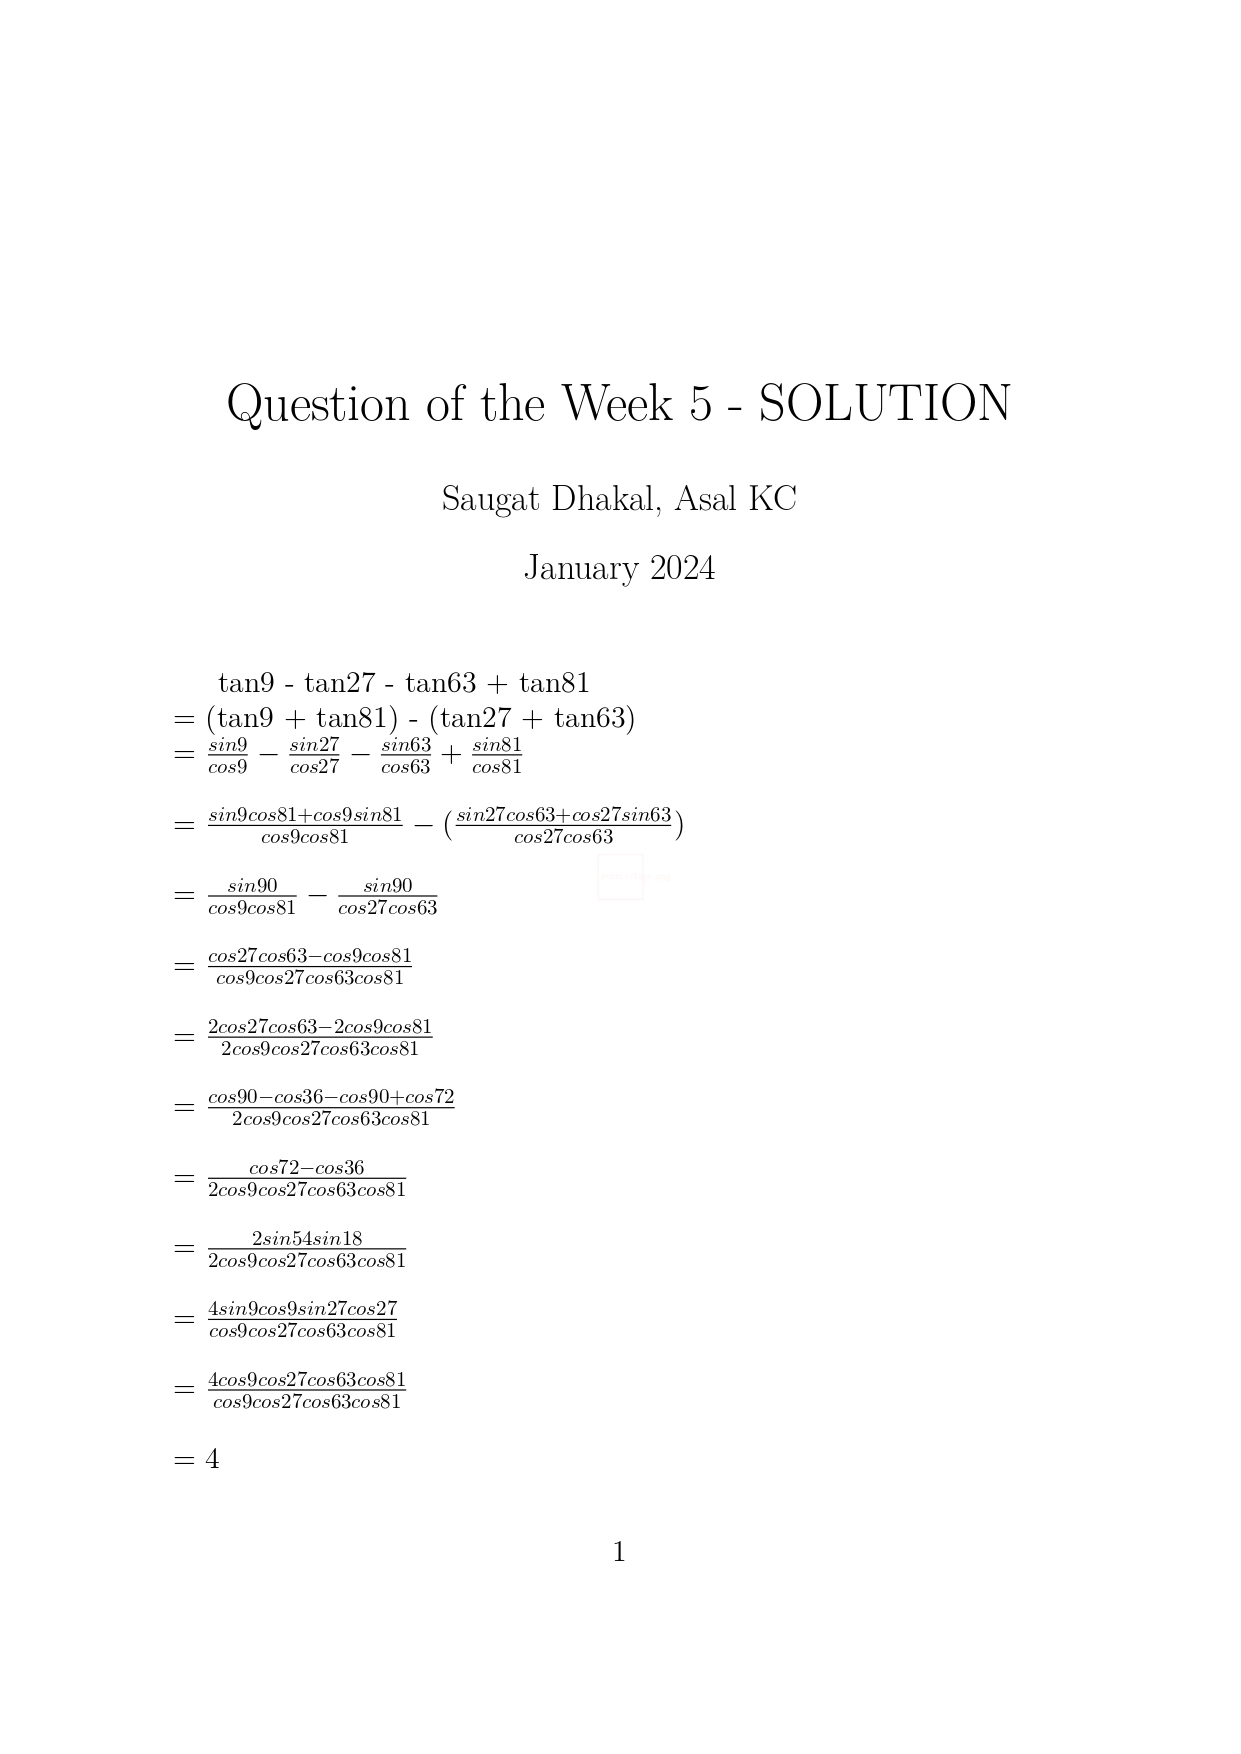 Question of the Week 5 - SOLUTION
Saugat Dhakal, Asal KC
January 2024
tan9 - tan27 - tan63 + tan81
= (tan9 + tan81) - (tan27 + tan63)
= \frac{sin9}{cos9} − \frac{sin27}{cos27} − \frac{sin63}{cos63} + \frac{sin81}{cos81}
= \frac{sin9cos81+cos9sin81}{cos9cos81} − (\frac{sin27cos63+cos27sin63}{cos27cos63})
= \frac{sin90}{cos9cos81} − \frac{sin90}{cos27cos63}
= \frac{cos27cos63−cos9cos81}{cos9cos27cos63cos81}
= \frac{2cos27cos63−2cos9cos81}{2cos9cos27cos63cos81}
= \frac{cos90−cos36−cos90+cos72}{2cos9cos27cos63cos81}
= \frac{cos72−cos36}{2cos9cos27cos63cos81}
= \frac{2sin54sin18}{2cos9cos27cos63cos81}
= \frac{4sin9cos9sin27cos27}{cos9cos27cos63cos81}
= \frac{4cos9cos27cos63cos81}{cos9cos27cos63cos81}
= 4
1